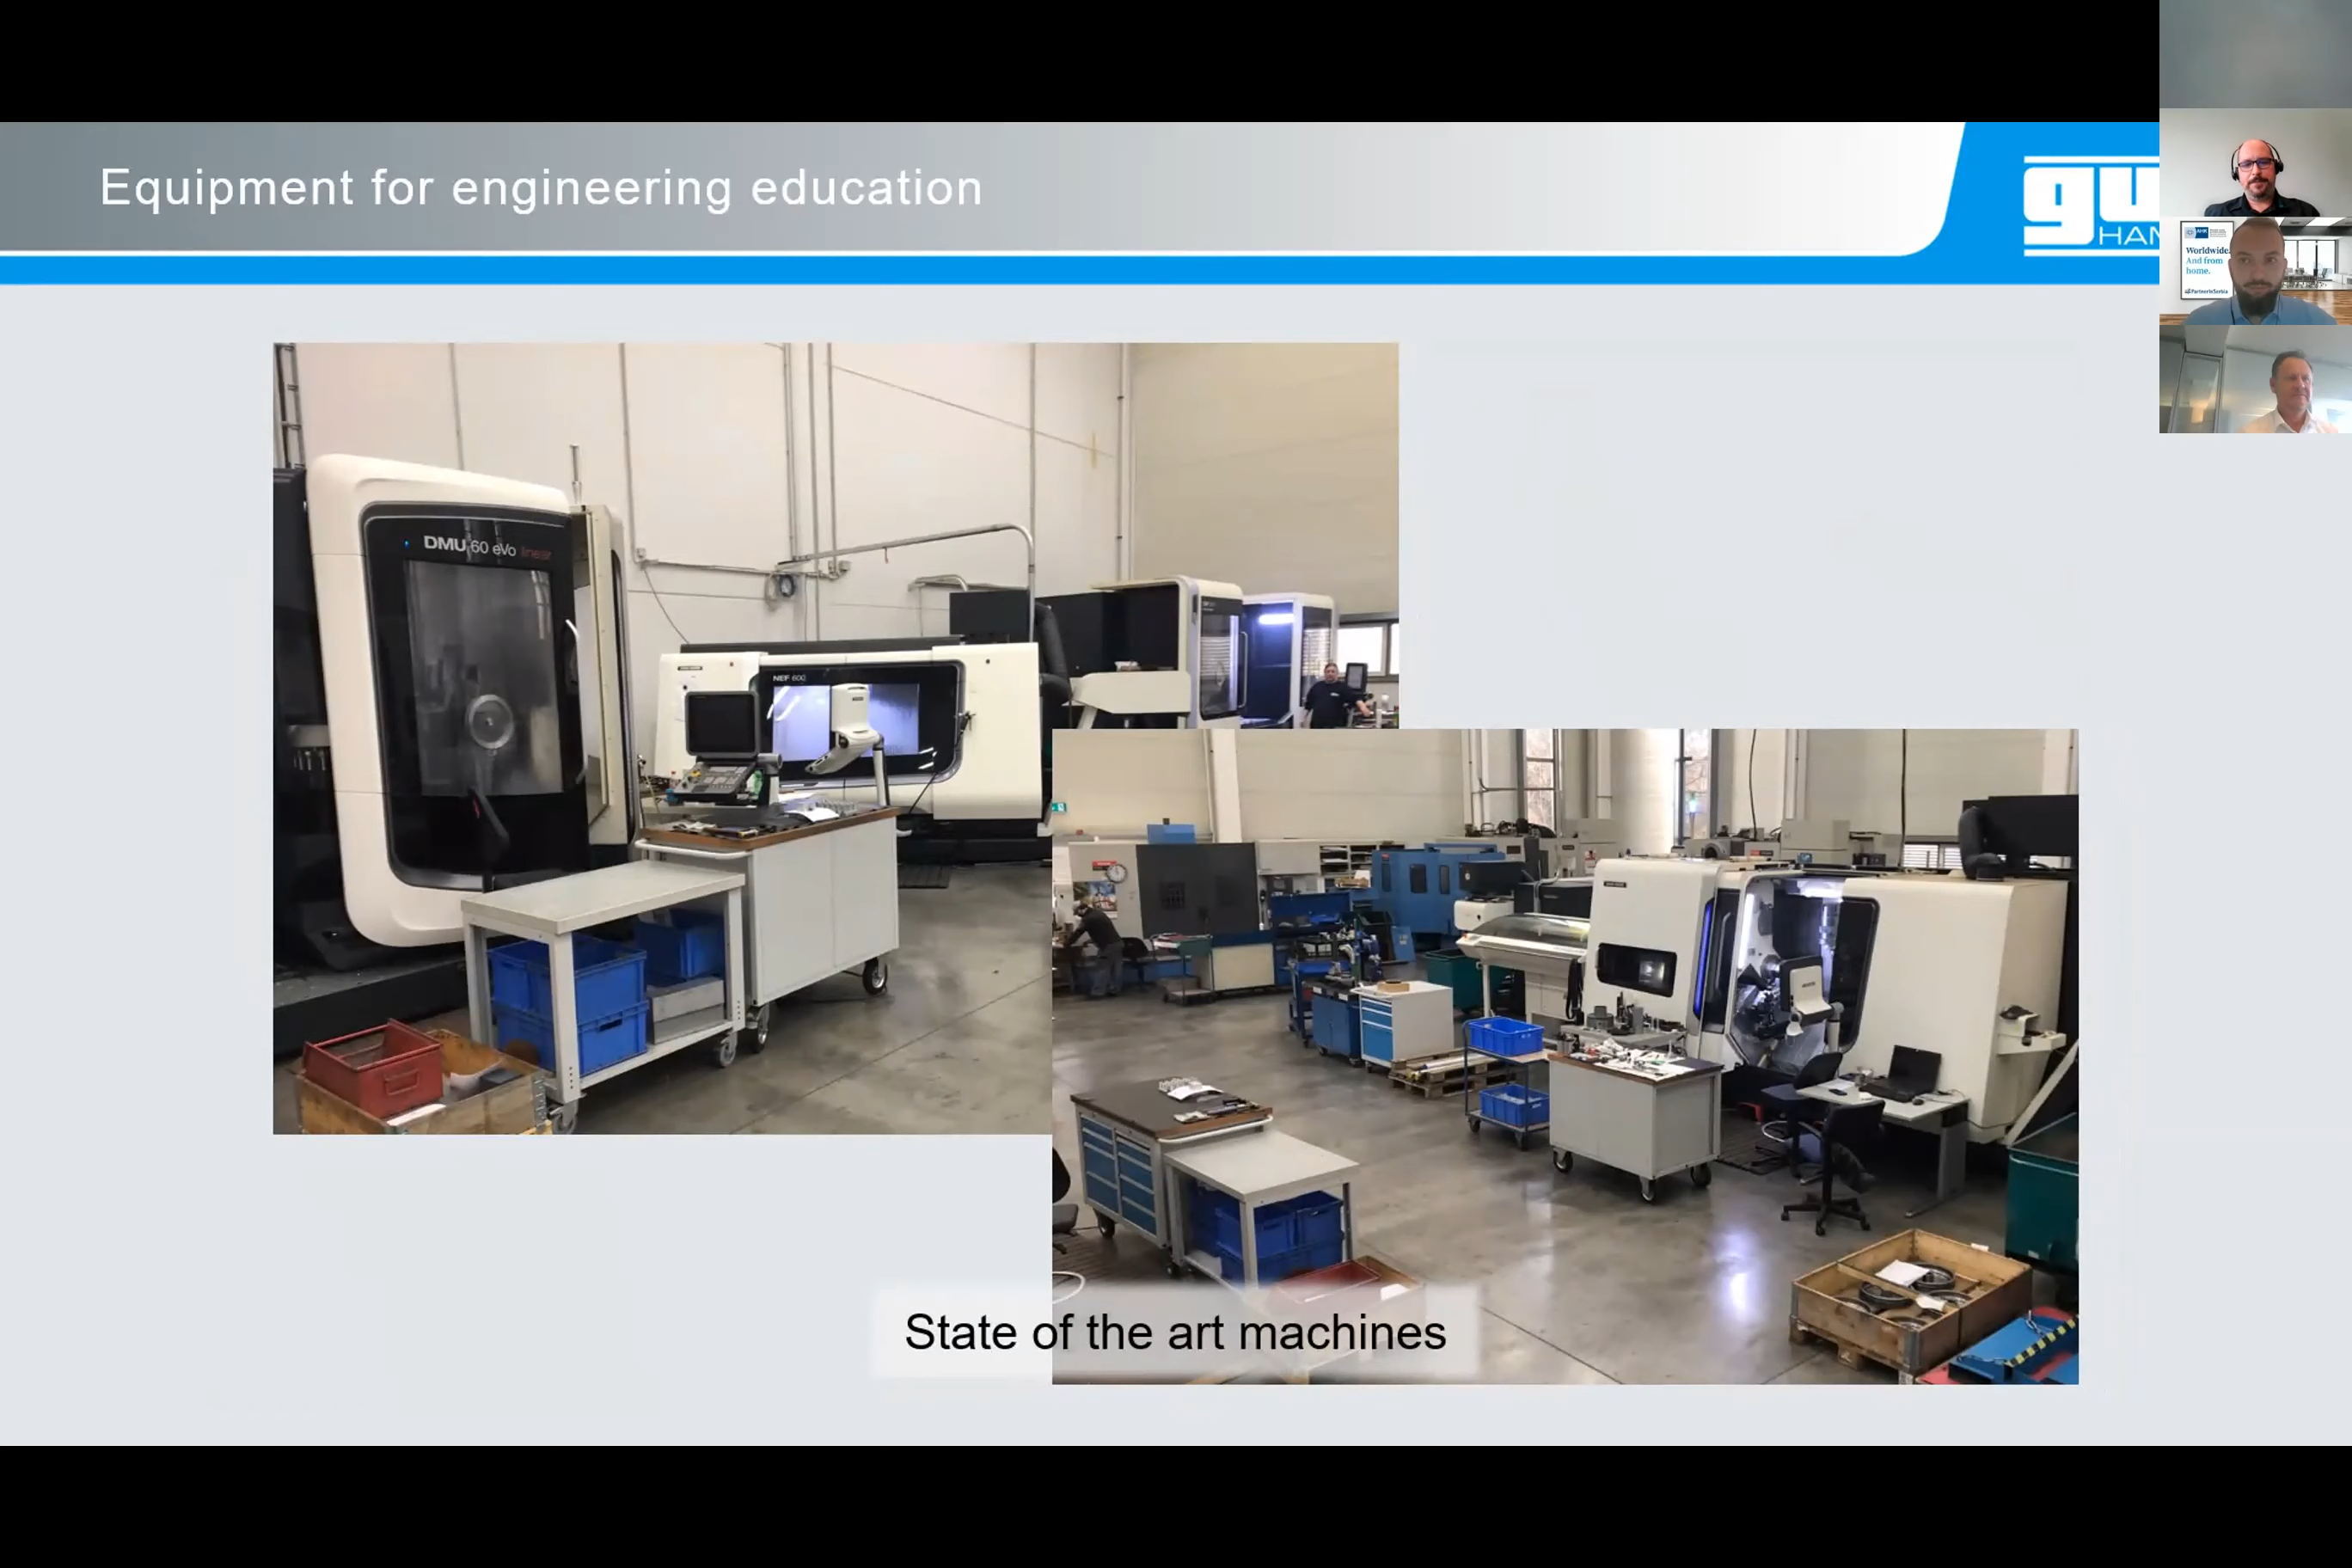 Equipment for engineering education
gu
HAN
Worldwide.
And from
home.
#PartnerInSerbia
DMU 60 eVo linear
NEF 600
State of the art machines